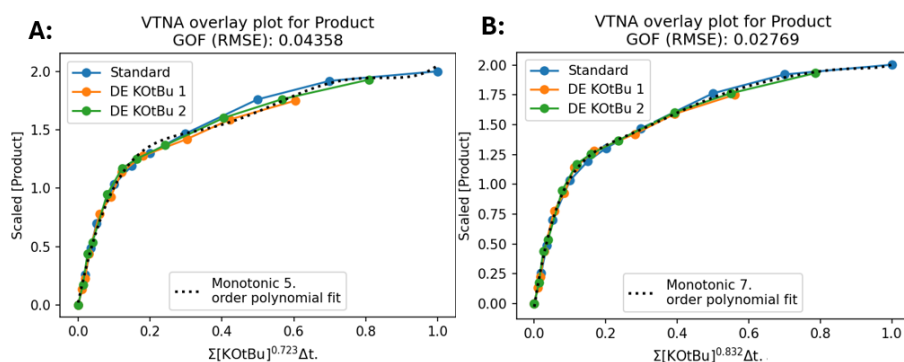 A:
VTNA overlay plot for Product
GOF (RMSE): 0.04358
2.0
1.5
1.0
0.5
0.0
Scaled [Product]
Standard
DE KOtBu 1
DE KOtBu 2
Monotonic 5.
order polynomial fit
0.0 0.2 0.4 0.6 0.8 1.0
Σ[KOtBu]^0.723Δt.
B:
VTNA overlay plot for Product
GOF (RMSE): 0.02769
2.00
1.75
1.50
1.25
1.00
0.75
0.50
0.25
0.00
Scaled [Product]
Standard
DE KOtBu 1
DE KOtBu 2
Monotonic 7.
order polynomial fit
0.0 0.2 0.4 0.6 0.8 1.0
Σ[KOtBu]^0.832Δt.